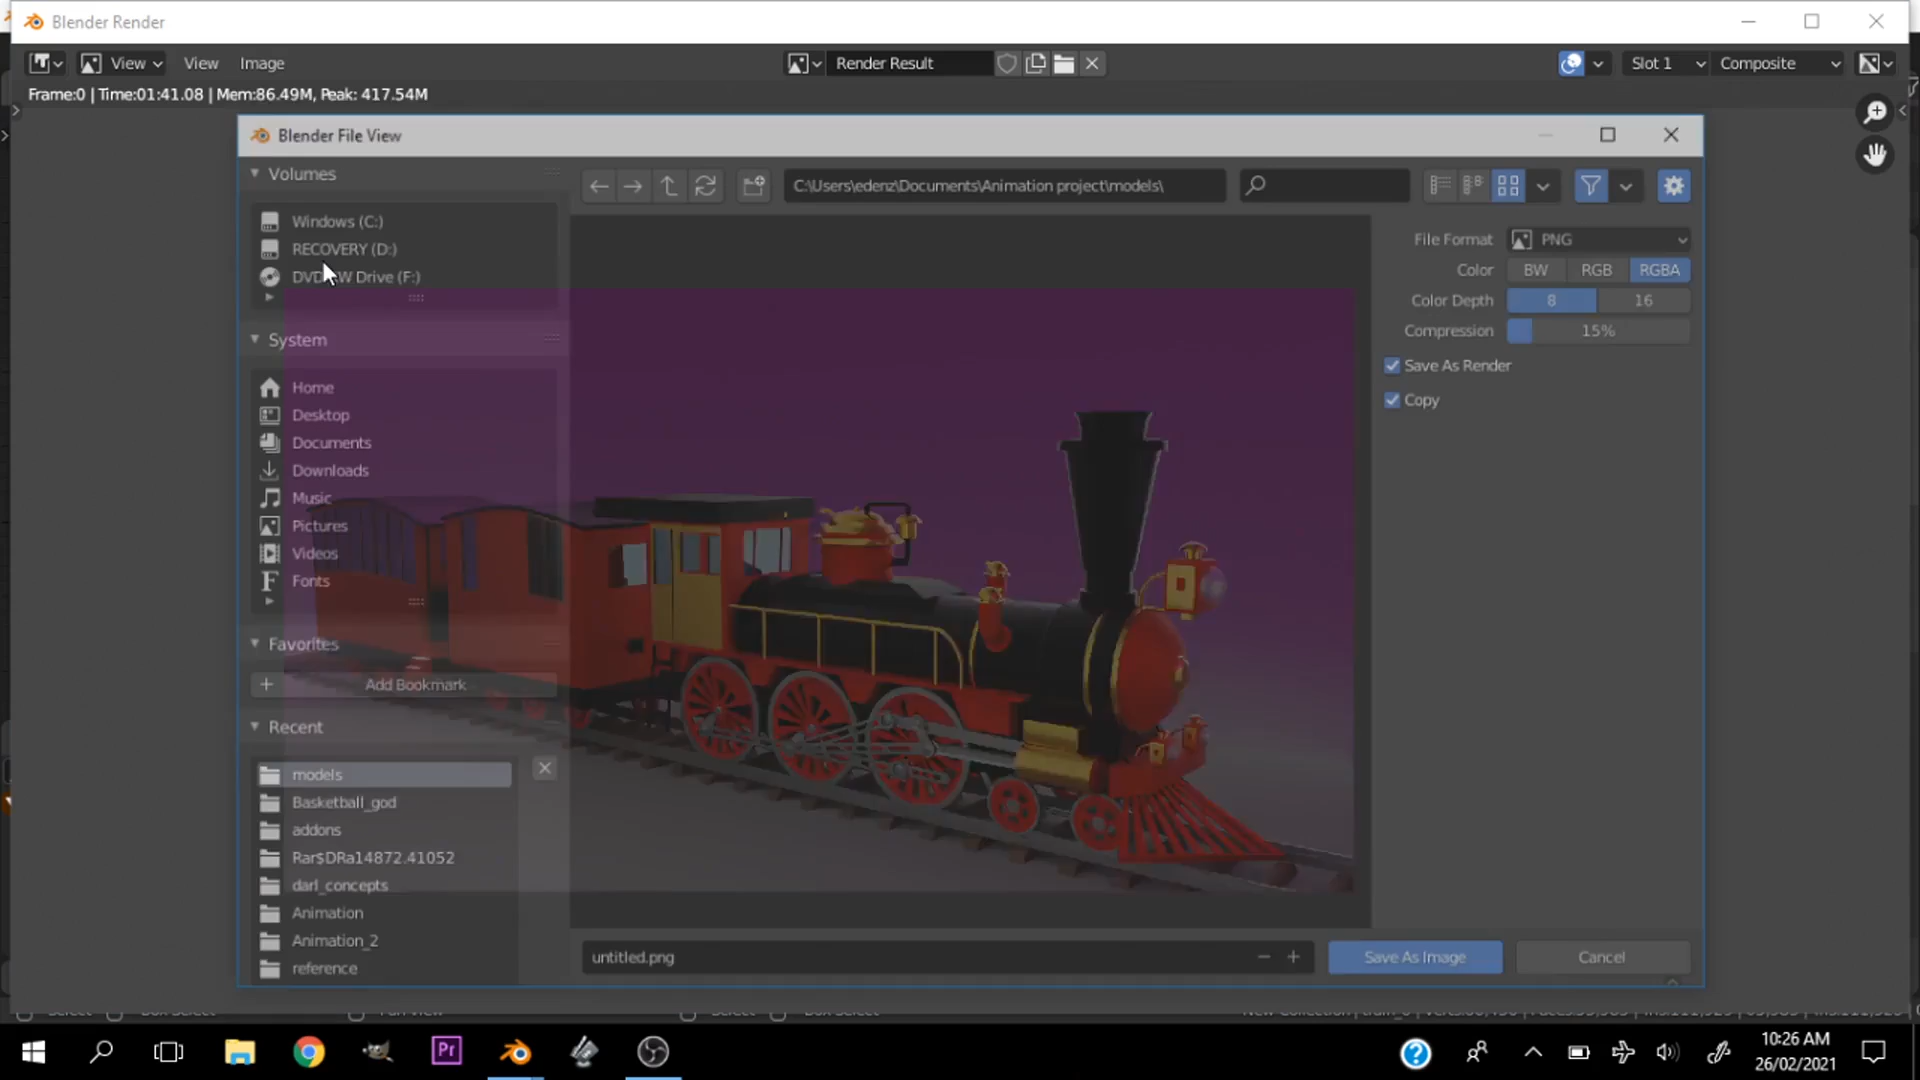 Blender Render
View View Image Render Result Slot 1 Composite
Frame:0 | Time:01:41.08 | Mem:86.49M, Peak: 417.54M
Blender File View
Volumes
Windows (C:)
RECOVERY (D:)
Drive (F:)
System
Home
Desktop
Documents
Downloads
Music
Pictures
Videos
Fonts
Favorites
Add Bookmark
Recent
models
Basketball_god
addons
Rar$DRa14872.41052
darl_concepts
Animation
Animation_2
reference
C:\Users\edenz\Documents\Animation project\models\
File Format PNG
Color BW RGB RGBA
Color Depth 8 16
Compression 15%
Save As Render
Copy
untitled.png
Save As Image Cancel
Pr
10:26 AM
26/02/2021